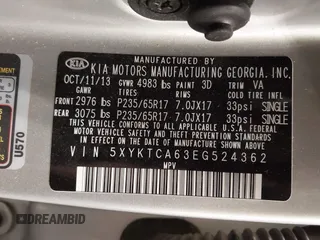 KIA KIA MOTORS MANUFACTURING GEORGIA, INC.
MANUFACTURED BY
OCT/11/13 GVWR 4983 lbs PAINT 3D TRIM VA
GAWR TIRES RIMS COLD TIRE INFL
FRONT 2976 lbs P235/65R17 7.0JX17 33psi SINGLE
REAR 3075 lbs P235/65R17 7.0JX17 33psi SINGLE
THIS VEHICLE CONFORMS TO ALL APPLICABLE
FEDERAL MOTOR VEHICLE SAFETY, BUMPER, AND
THEFT PREVENTION STANDARDS IN EFFECT ON THE
DATE OF MANUFACTURE SHOWN ABOVE.
VIN 5XYKTCA63EG524362
MPV
U570
DREAMBID